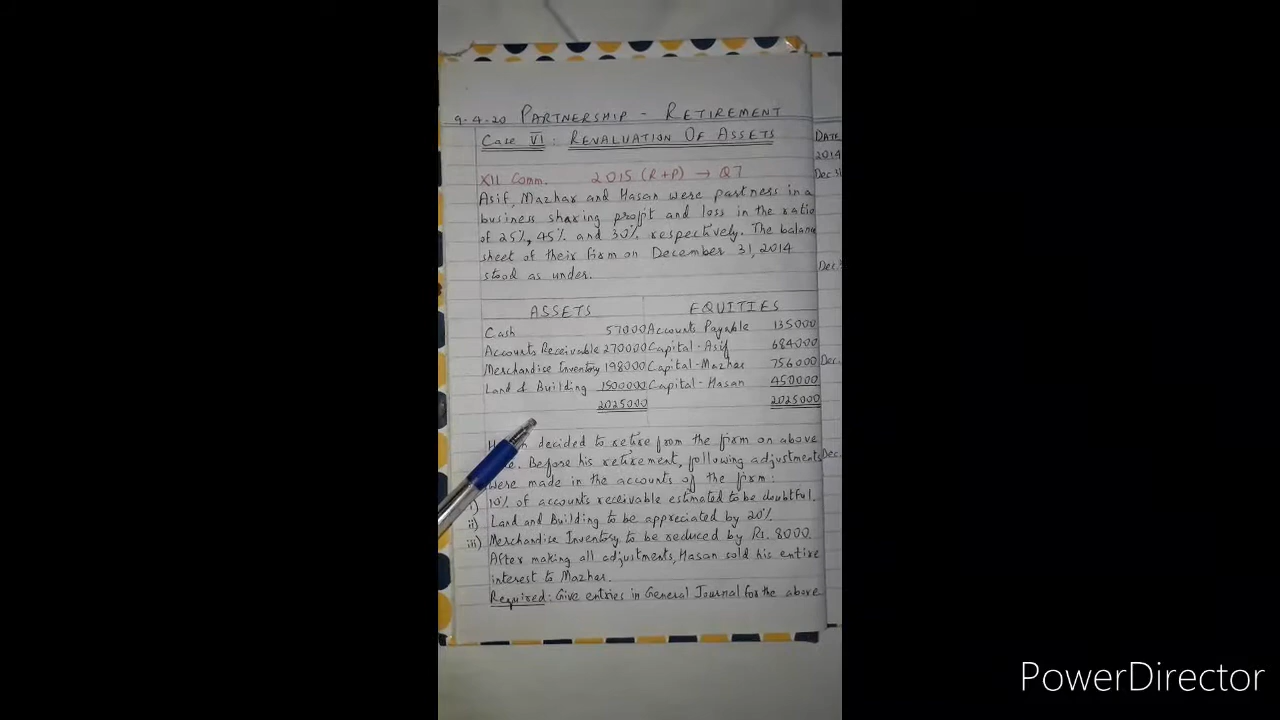 9-4-20 PARTNERSHIP - RETIREMENT
CASE VI : REVALUATION OF ASSETS
XII Comm. 2015 (R+P) → Q7
Asif, Mazhar and Hasan were partners in a
business sharing profit and loss in the ratio
of 25%, 45% and 30% respectively. The balance
sheet of their firm on December 31, 2014
stood as under.
ASSETS EQUITIES
Cash 57000 Accounts Payable 135000
Accounts Receivable 270000 Capital-Asif 684000
Merchandise Inventory 198000 Capital-Mazhar 756000
Land & Building 1500000 Capital-Hasan 450000
2025000 2025000
decided to retire from the firm on above
Before his retirement, following adjustments
were made in the accounts of the firm:
i) 10% of accounts receivable estimated to be doubtful.
ii) Land and Building to be appreciated by 20%.
iii) Merchandise Inventory to be reduced by Rs. 8000.
After making all adjustments, Hasan sold his entire
interest to Mazhar.
Required: Give entries in General Journal for the above
DATE
2014
Dec 31
Dec.
Dec.
Dec.
PowerDirector